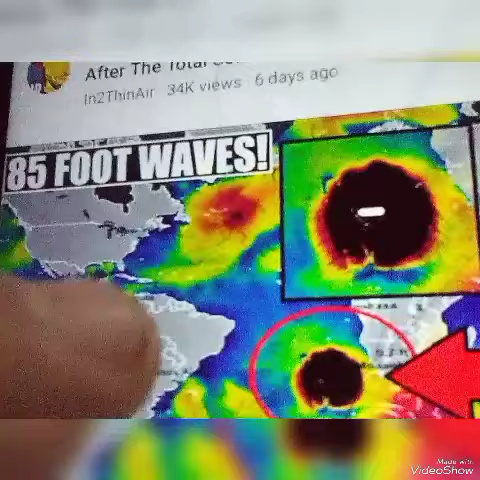 After The Total
In2ThinAir 34K views 6 days ago
85 FOOT WAVES!
Made with
VideoShow